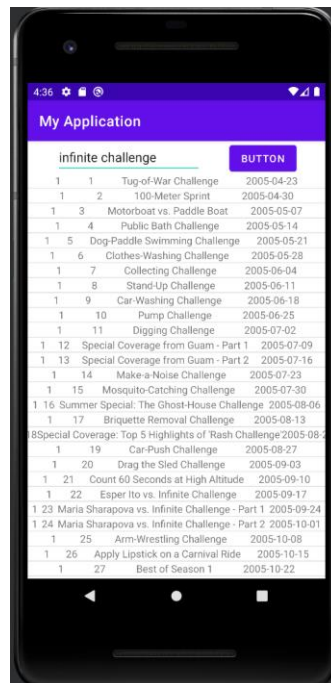 4:36
My Application
infinite challenge BUTTON
1 1 Tug-of-War Challenge 2005-04-23
1 2 100-Meter Sprint 2005-04-30
1 3 Motorboat vs. Paddle Boat 2005-05-07
1 4 Public Bath Challenge 2005-05-14
1 5 Dog-Paddle Swimming Challenge 2005-05-21
1 6 Clothes-Washing Challenge 2005-05-28
1 7 Collecting Challenge 2005-06-04
1 8 Stand-Up Challenge 2005-06-11
1 9 Car-Washing Challenge 2005-06-18
1 10 Pump Challenge 2005-06-25
1 11 Digging Challenge 2005-07-02
1 12 Special Coverage from Guam - Part 1 2005-07-09
1 13 Special Coverage from Guam - Part 2 2005-07-16
1 14 Make-a-Noise Challenge 2005-07-23
1 15 Mosquito-Catching Challenge 2005-07-30
1 16 Summer Special: The Ghost-House Challenge 2005-08-06
1 17 Briquette Removal Challenge 2005-08-13
18Special Coverage: Top 5 Highlights of 'Rash Challenge'2005-08-2
1 19 Car-Push Challenge 2005-08-27
1 20 Drag the Sled Challenge 2005-09-03
1 21 Count 60 Seconds at High Altitude 2005-09-10
1 22 Esper Ito vs. Infinite Challenge 2005-09-17
1 23 Maria Sharapova vs. Infinite Challenge - Part 1 2005-09-24
1 24 Maria Sharapova vs. Infinite Challenge - Part 2 2005-10-01
1 25 Arm-Wrestling Challenge 2005-10-08
1 26 Apply Lipstick on a Carnival Ride 2005-10-15
1 27 Best of Season 1 2005-10-22